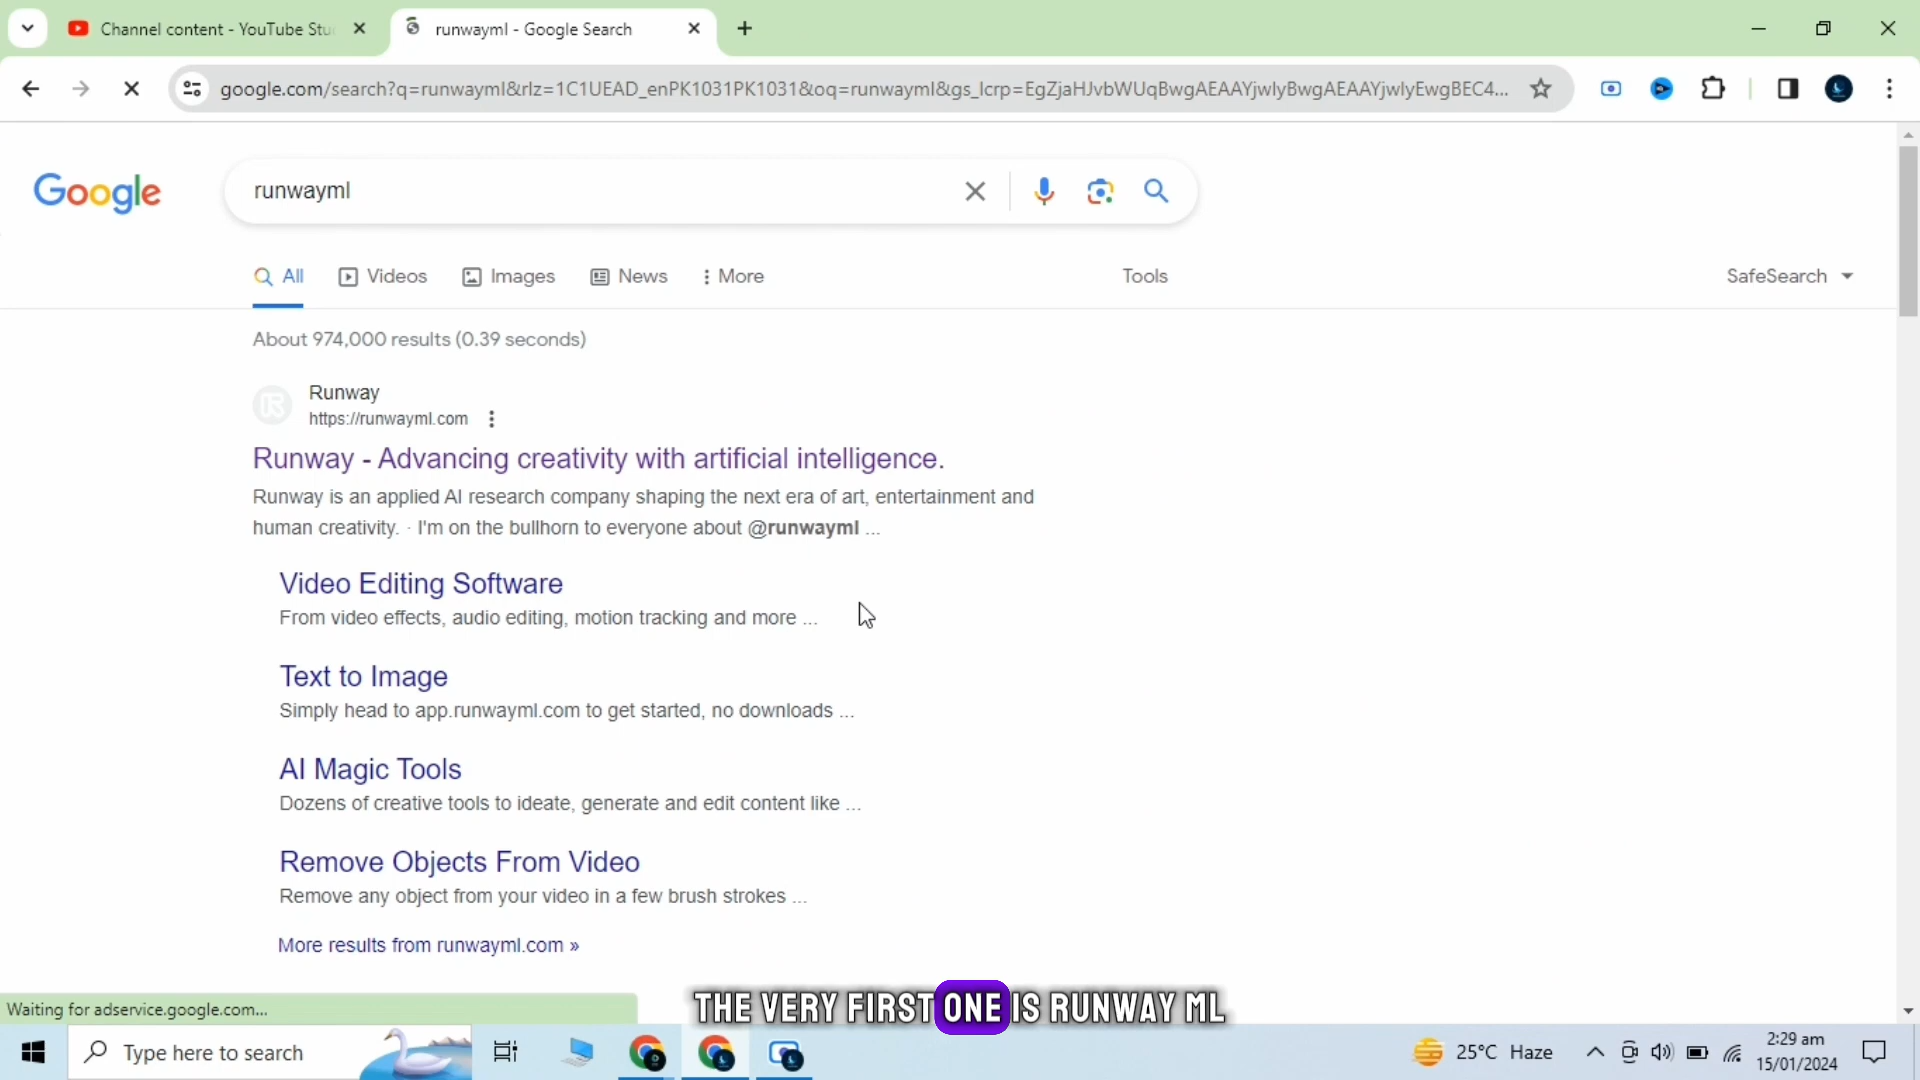 Channel content - YouTube Stu
runwayml - Google Search
google.com/search?q=runwayml&rlz=1C1UEAD_enPK1031PK1031&oq=runwayml&gs_lcrp=EgZjaHJvbWUqBwgAEAAYjwIyBwgAEAAYjwIyEwgBEC4...
Google
runwayml
All
Videos
Images
News
More
Tools
SafeSearch
About 974,000 results (0.39 seconds)
Runway
https://runwayml.com
Runway - Advancing creativity with artificial intelligence.
Runway is an applied AI research company shaping the next era of art, entertainment and
human creativity. · I'm on the bullhorn to everyone about @runwayml ...
Video Editing Software
From video effects, audio editing, motion tracking and more ...
Text to Image
Simply head to app.runwayml.com to get started, no downloads ...
AI Magic Tools
Dozens of creative tools to ideate, generate and edit content like ...
Remove Objects From Video
Remove any object from your video in a few brush strokes ...
More results from runwayml.com »
Waiting for adservice.google.com...
THE VERY FIRST ONE IS RUNWAY ML
Type here to search
25°C Haze
2:29 am
15/01/2024